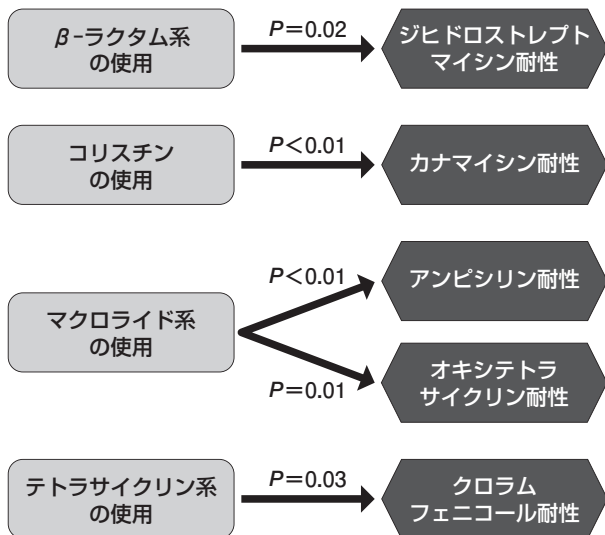 β-ラクタム系
の使用
P=0.02
ジヒドロストレプト
マイシン耐性
コリスチン
の使用
P<0.01
カナマイシン耐性
マクロライド系
の使用
P<0.01
アンピシリン耐性
P=0.01
オキシテトラ
サイクリン耐性
テトラサイクリン系
の使用
P=0.03
クロラム
フェニコール耐性